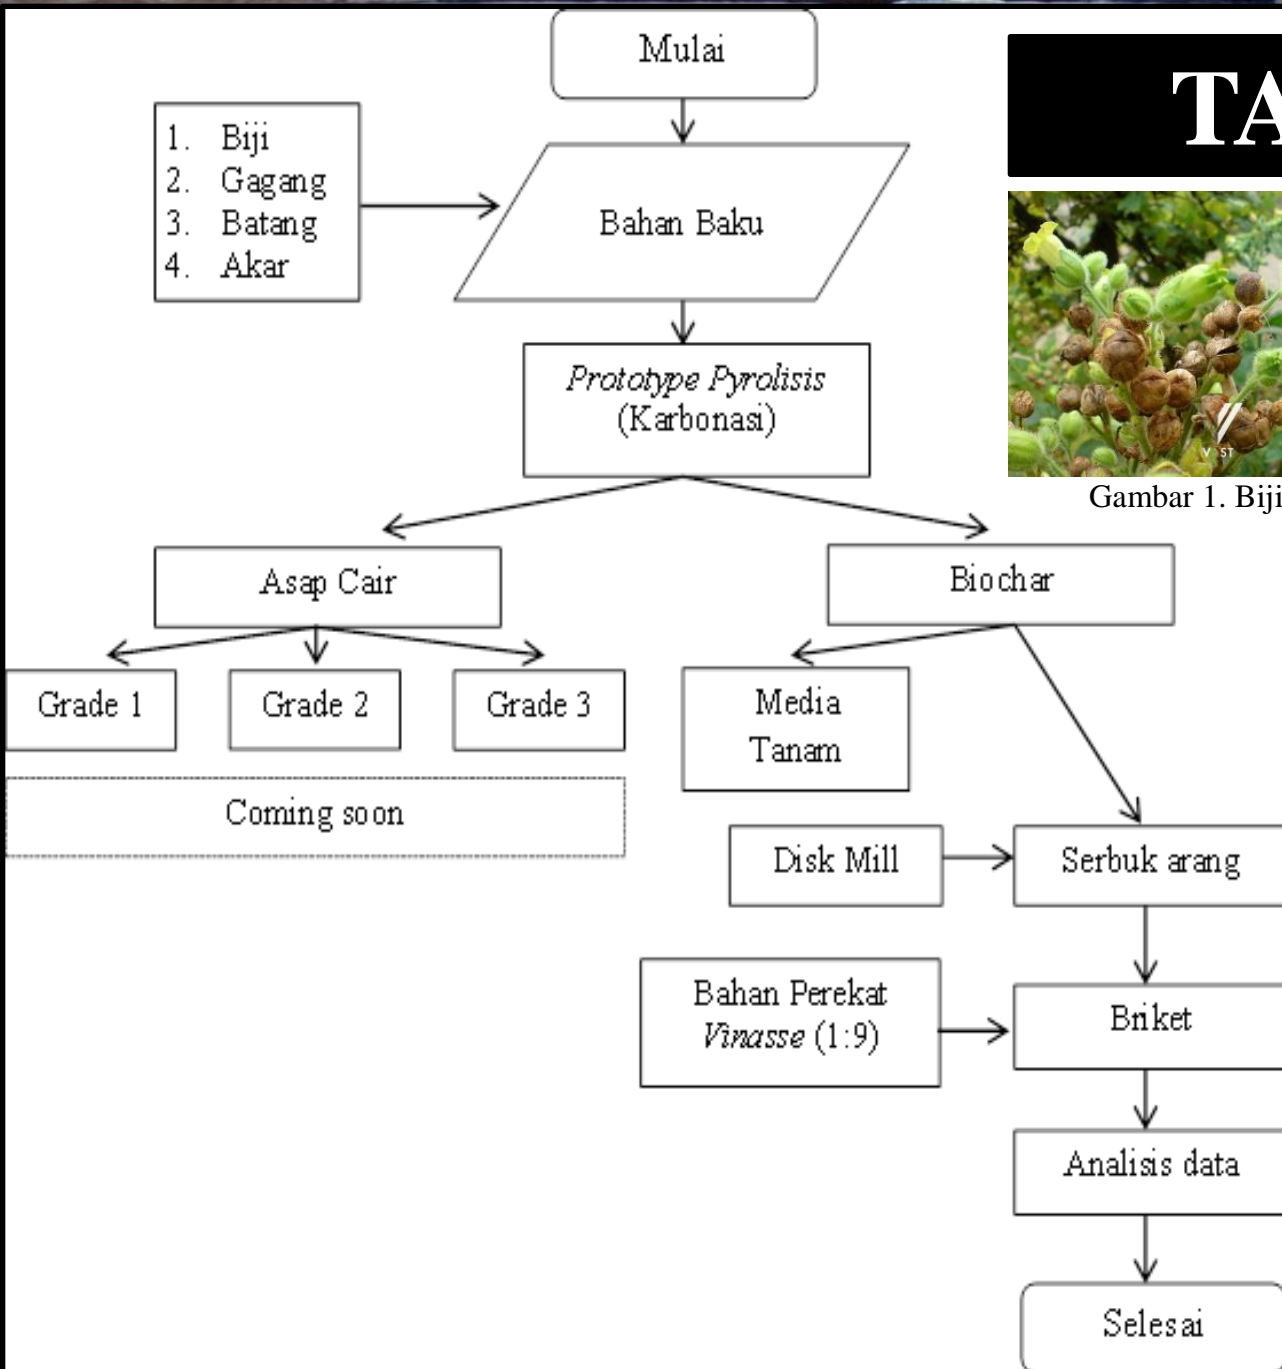 Mulai
TA
1. Biji
2. Gagang
3. Batang
4. Akar
Bahan Baku
Prototype Pyrolisis
(Karbonasi)
Gambar 1. Biji
Asap Cair
Biochar
Grade 1
Grade 2
Grade 3
Media
Tanam
Coming soon
Disk Mill
Serbuk arang
Bahan Perekat
Vinasse (1:9)
Briket
Analisis data
Selesai